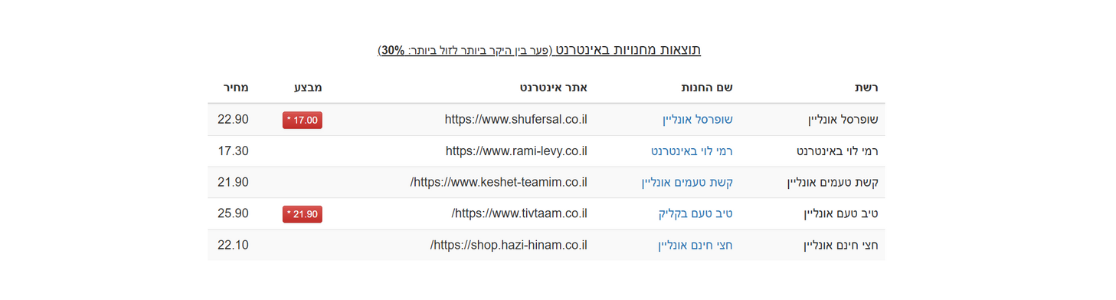 תוצאות מחנויות באינטרנט (פער בין היקר ביותר לזול ביותר: 30%)
רשת שם החנות אתר אינטרנט מבצע מחיר
שופרסל אונליין שופרסל אונליין https://www.shufersal.co.il 17.00 * 22.90
רמי לוי באינטרנט רמי לוי באינטרנט https://www.rami-levy.co.il 17.30
קשת טעמים אונליין קשת טעמים אונליין https://www.keshet-teamim.co.il/ 21.90
טיב טעם אונליין טיב טעם בקליק https://www.tivtaam.co.il/ 21.90 * 25.90
חצי חינם אונליין חצי חינם אונליין https://shop.hazi-hinam.co.il/ 22.10